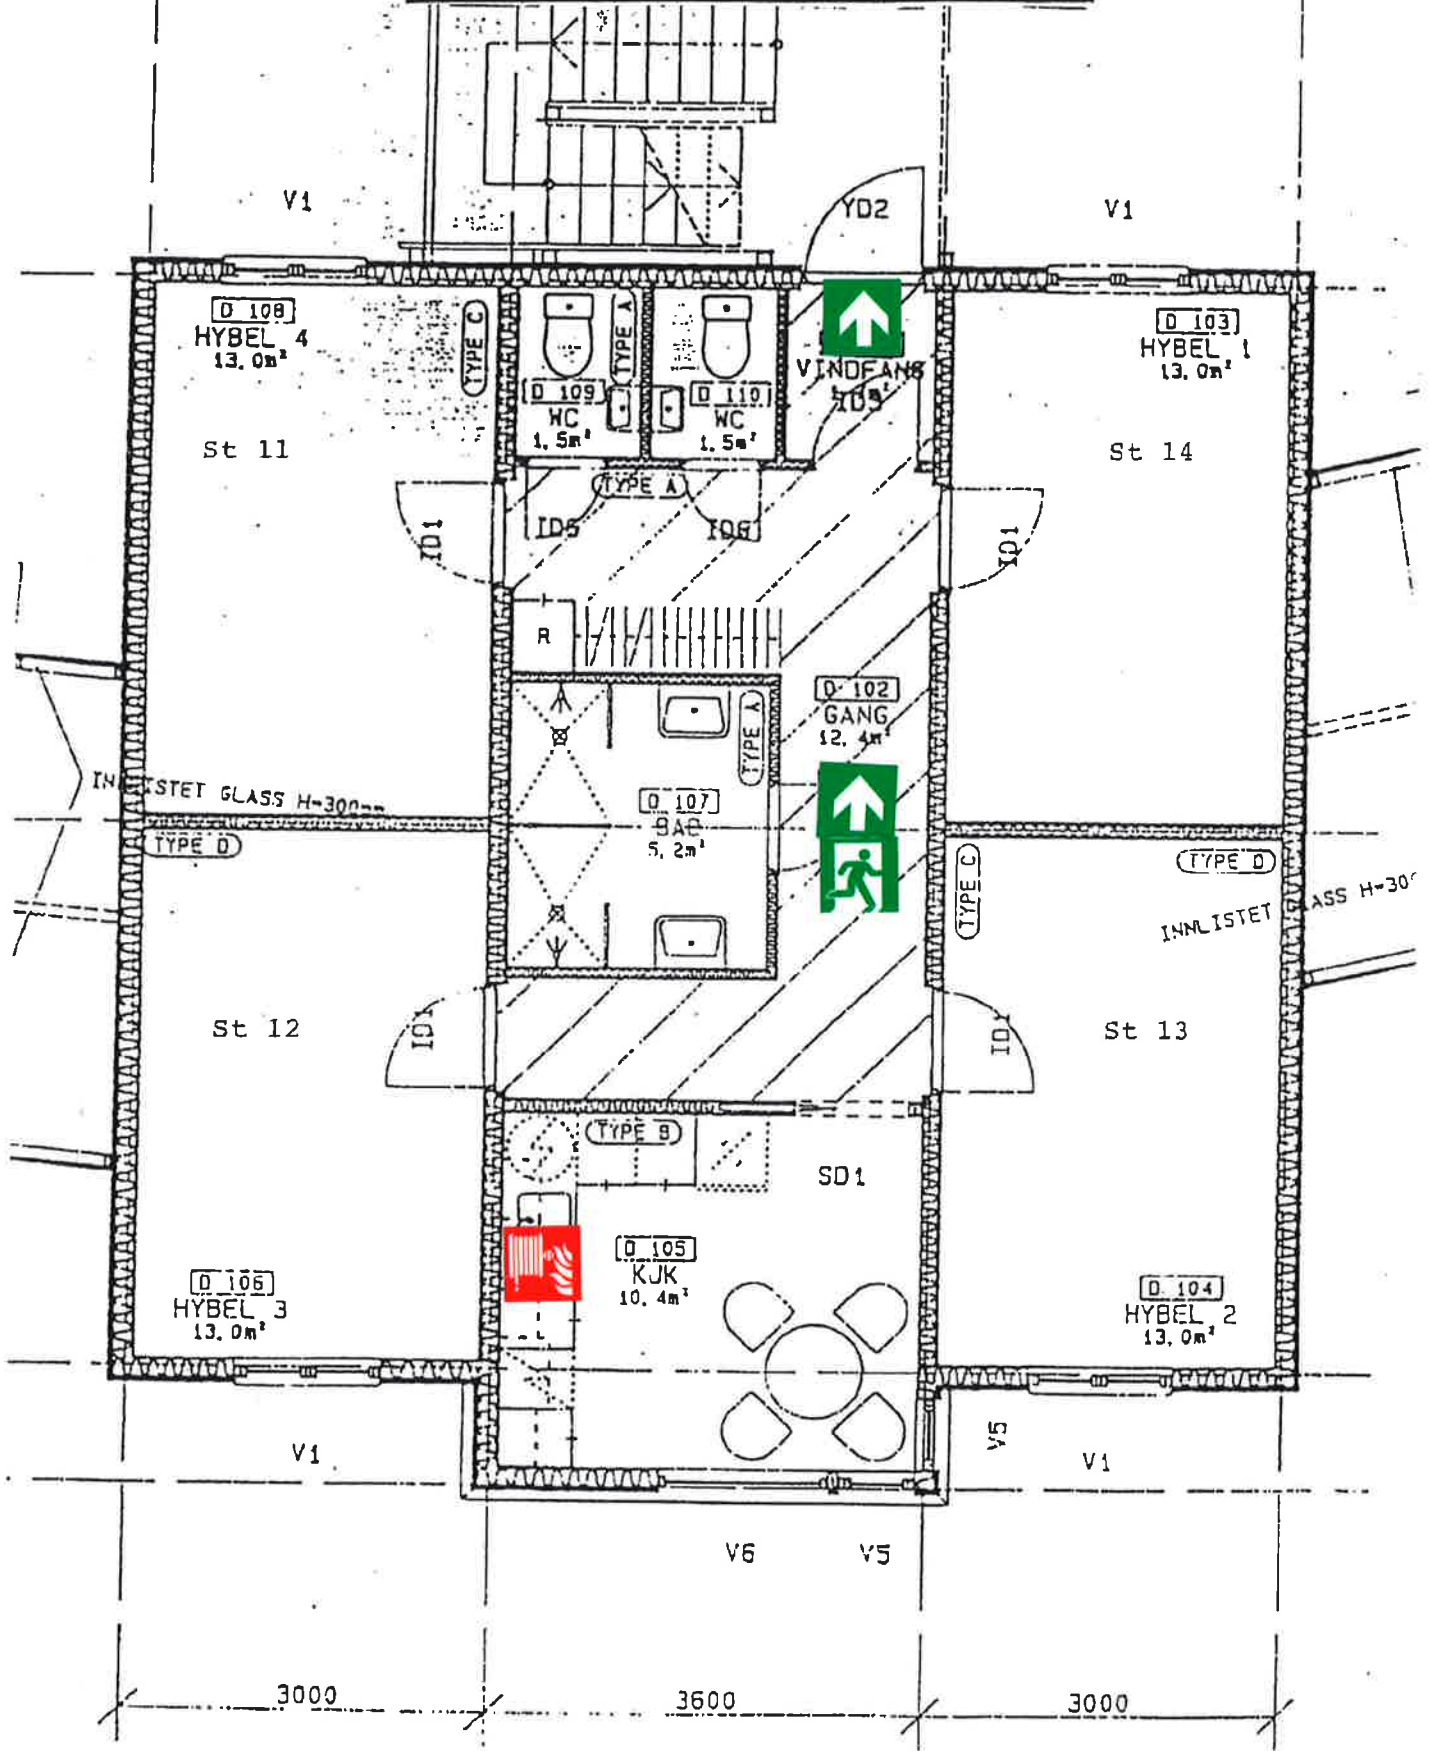 V1
YD2
V1
D 108
HYBEL 4
13.0m²
TYPE C
TYPE A
D 109
WC
1.5m²
D 110
WC
1.5m²
VINDFANG
D 103
HYBEL 1
13.0m²
St 11
St 14
TYPE A
ID1
ID6
ID1
R
D 102
GANG
12.4m²
TYPE A
INNLISTET GLASS H=300mm
D 107
BAD
5.2m²
TYPE D
TYPE C
TYPE D
INNLISTET GLASS H=30
St 12
ID1
ID1
St 13
TYPE B
SD1
D 105
KJK
10.4m²
D 106
HYBEL 3
13.0m²
D 104
HYBEL 2
13.0m²
V1
V5
V1
V6
V5
3000
3600
3000